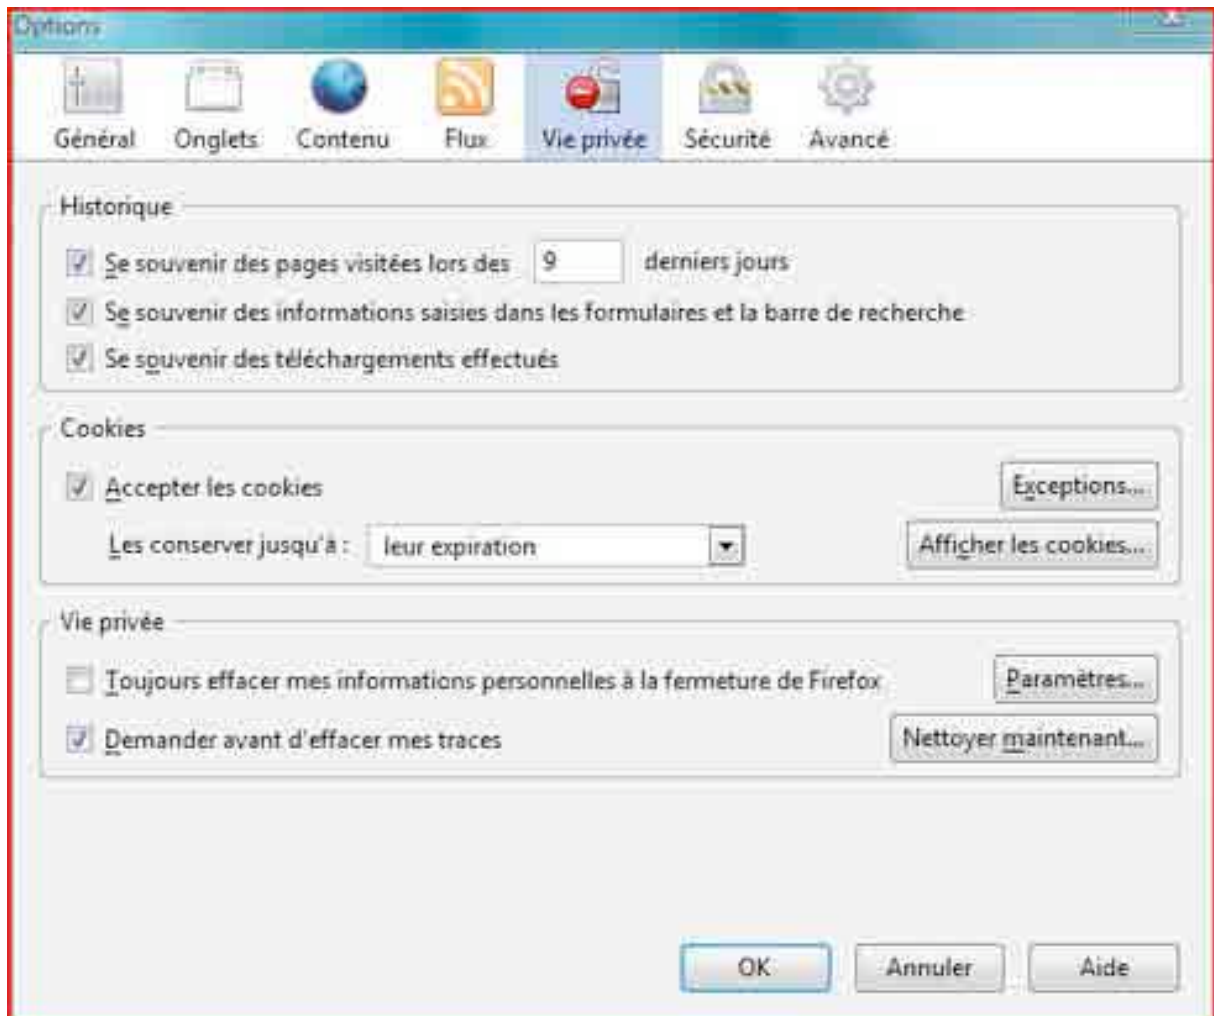 Options
Général Onglets Contenu Flux Vie privée Sécurité Avancé
Historique
Se souvenir des pages visitées lors des 9 derniers jours
Se souvenir des informations saisies dans les formulaires et la barre de recherche
Se souvenir des téléchargements effectués
Cookies
Accepter les cookies Exceptions...
Les conserver jusqu'à : leur expiration Afficher les cookies...
Vie privée
Toujours effacer mes informations personnelles à la fermeture de Firefox Paramètres...
Demander avant d'effacer mes traces Nettoyer maintenant...
OK Annuler Aide